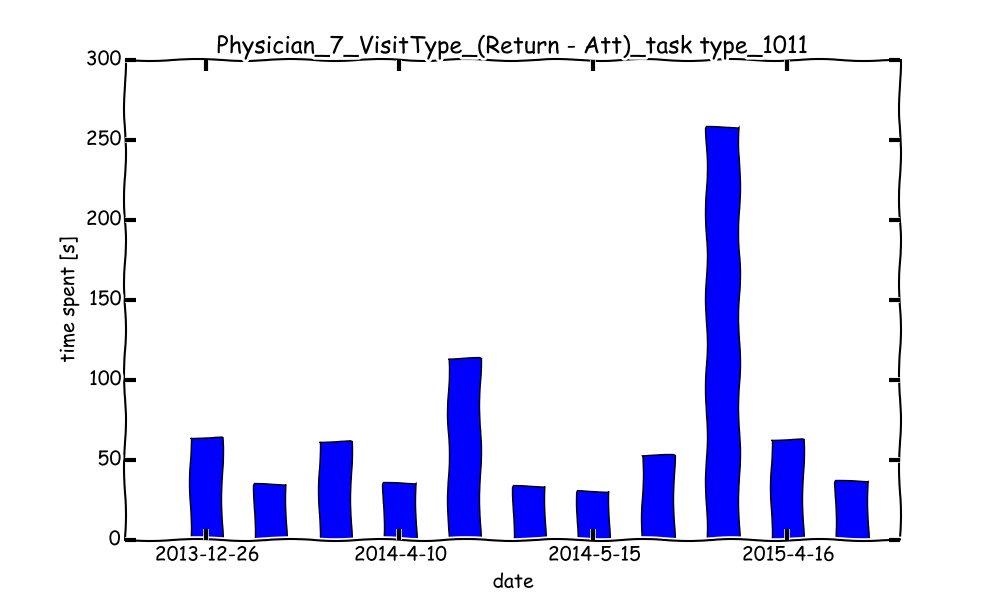 Physician_7_VisitType_(Return - Att)_task type_1011
300
250
200
150
100
50
0
time spent [s]
2013-12-26 2014-4-10 2014-5-15 2015-4-16
date